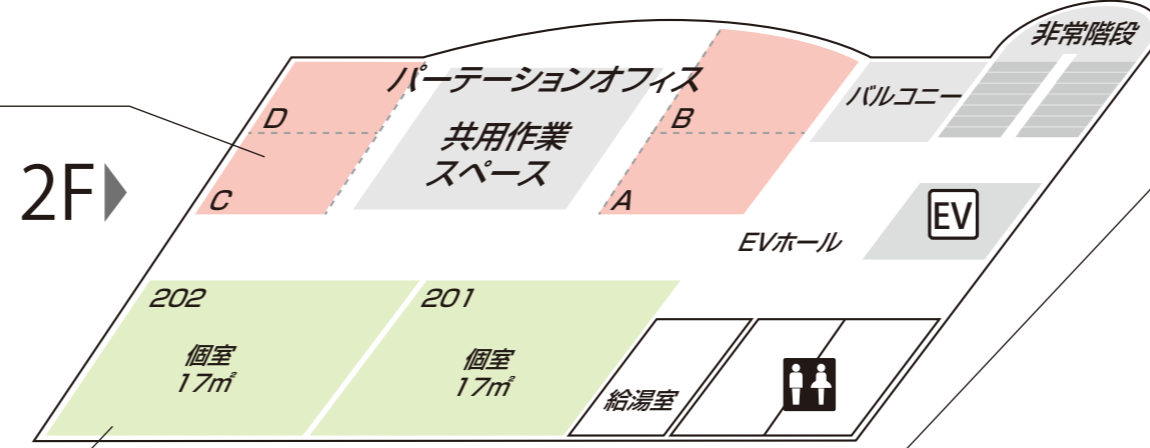 非常階段
パーテーションオフィス
バルコニー
D
B
共用作業
スペース
2F
C
A
EV
EVホール
202
201
個室
17㎡
個室
17㎡
給湯室